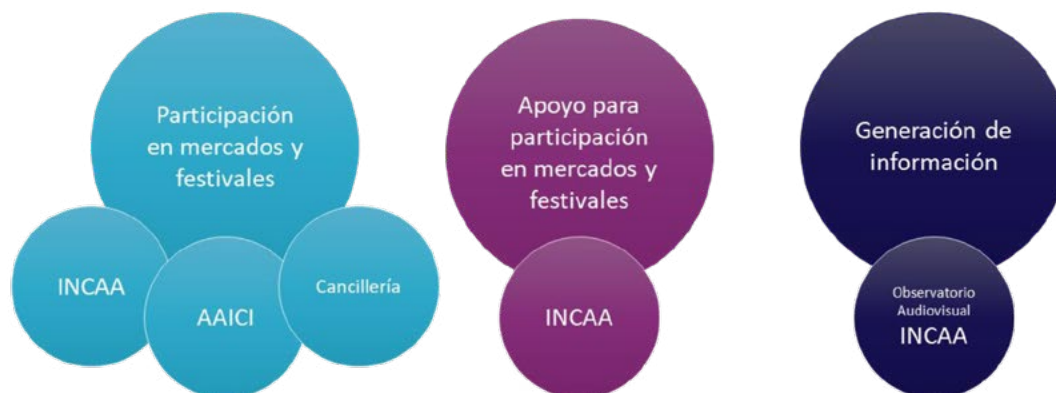 Participación
en mercados y
festivales
INCAA
AAICI
Cancillería
Apoyo para
participación
en mercados y
festivales
INCAA
Generación de
información
Observatorio
Audiovisual
INCAA